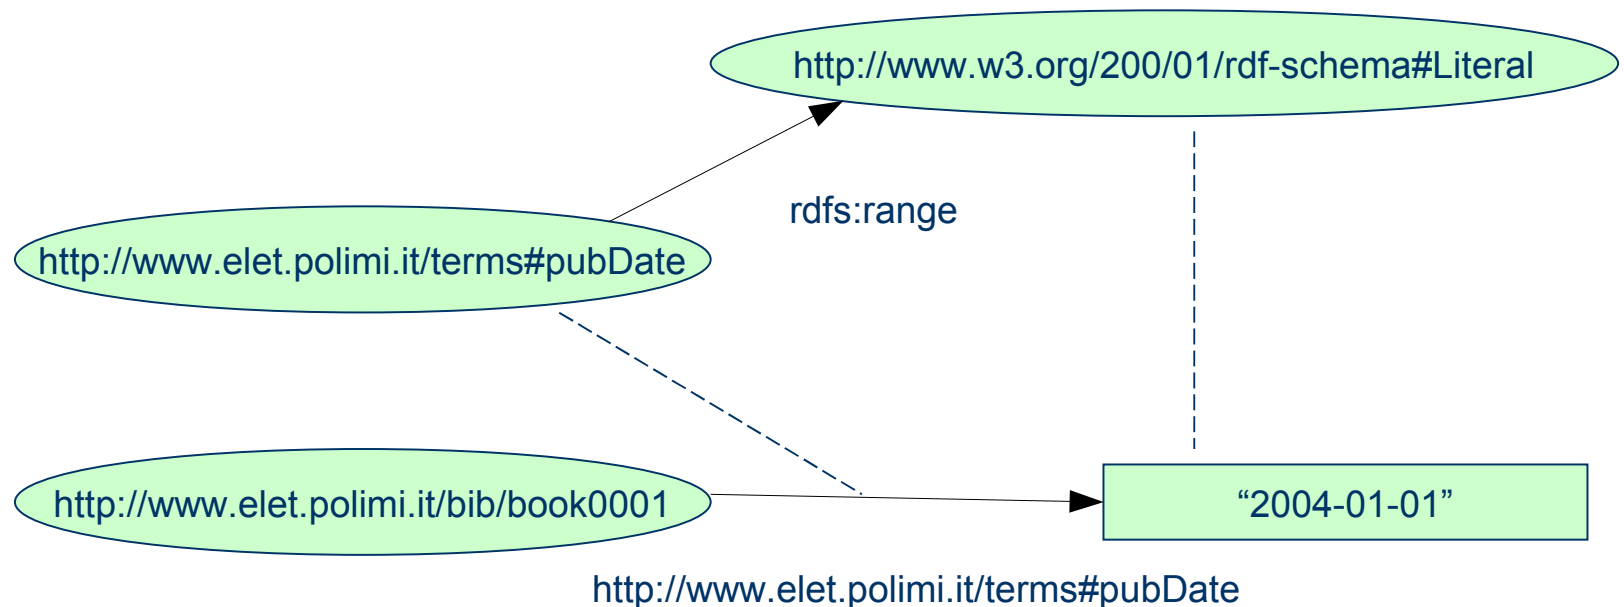 http://www.w3.org/200/01/rdf-schema#Literal
rdfs:range
http://www.elet.polimi.it/terms#pubDate
http://www.elet.polimi.it/bib/book0001
“2004-01-01”
http://www.elet.polimi.it/terms#pubDate